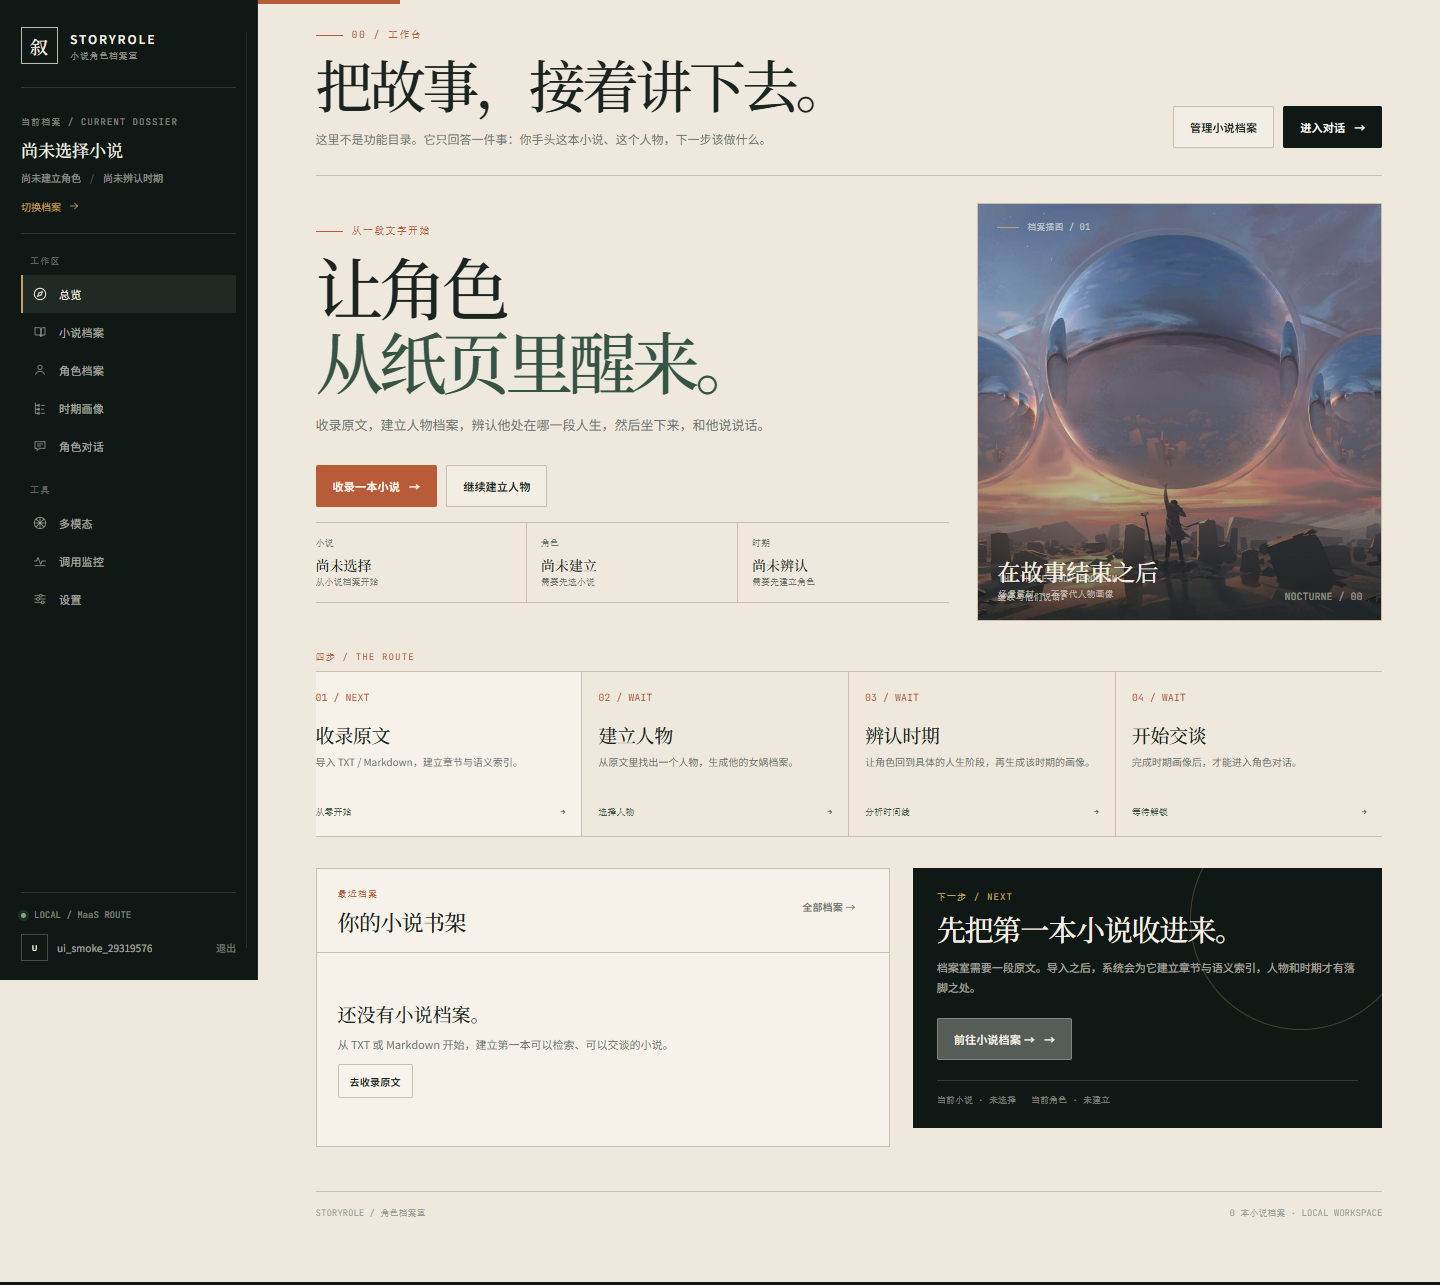 叙
STORYROLE
小说角色档案室
当前档案 / CURRENT DOSSIER
尚未选择小说
尚未建立角色 / 尚未辨认时期
切换档案 →
工作区
总览
小说档案
角色档案
时期画像
角色对话
工具
多模态
调用监控
设置
LOCAL / MaaS ROUTE
U
ui_smoke_29319576
退出
00 / 工作台
把故事，接着讲下去。
这里不是功能目录。它只回答一件事：你手头这本小说、这个人物，下一步该做什么。
管理小说档案
进入对话 →
从一段文字开始
让角色
从纸页里醒来。
收录原文，建立人物档案，辨认他处在哪一段人生，然后坐下来，和他说说话。
收录一本小说 →
继续建立人物
小说
尚未选择
从小说档案开始
角色
尚未建立
需要先选小说
时期
尚未辨认
需要先建立角色
档案插图 / 01
在故事结束之后
NOCTURNE / 00
四步 / THE ROUTE
01 / NEXT
收录原文
导入 TXT / Markdown，建立章节与语义索引。
从零开始 →
02 / WAIT
建立人物
从原文里找出一个人物，生成他的女娲档案。
选择人物 →
03 / WAIT
辨认时期
让角色回到具体的人生阶段，再生成该时期的画像。
分析时间线 →
04 / WAIT
开始交谈
完成时期画像后，才能进入角色对话。
等待解锁 →
最近档案
你的小说书架
全部档案 →
还没有小说档案。
从 TXT 或 Markdown 开始，建立第一本可以检索、可以交谈的小说。
去收录原文
下一步 / NEXT
先把第一本小说收进来。
档案室需要一段原文。导入之后，系统会为它建立章节与语义索引，人物和时期才有落
脚之处。
前往小说档案 → →
当前小说 · 未选择 当前角色 · 未建立
STORYROLE / 角色档案室
0 本小说档案 · LOCAL WORKSPACE